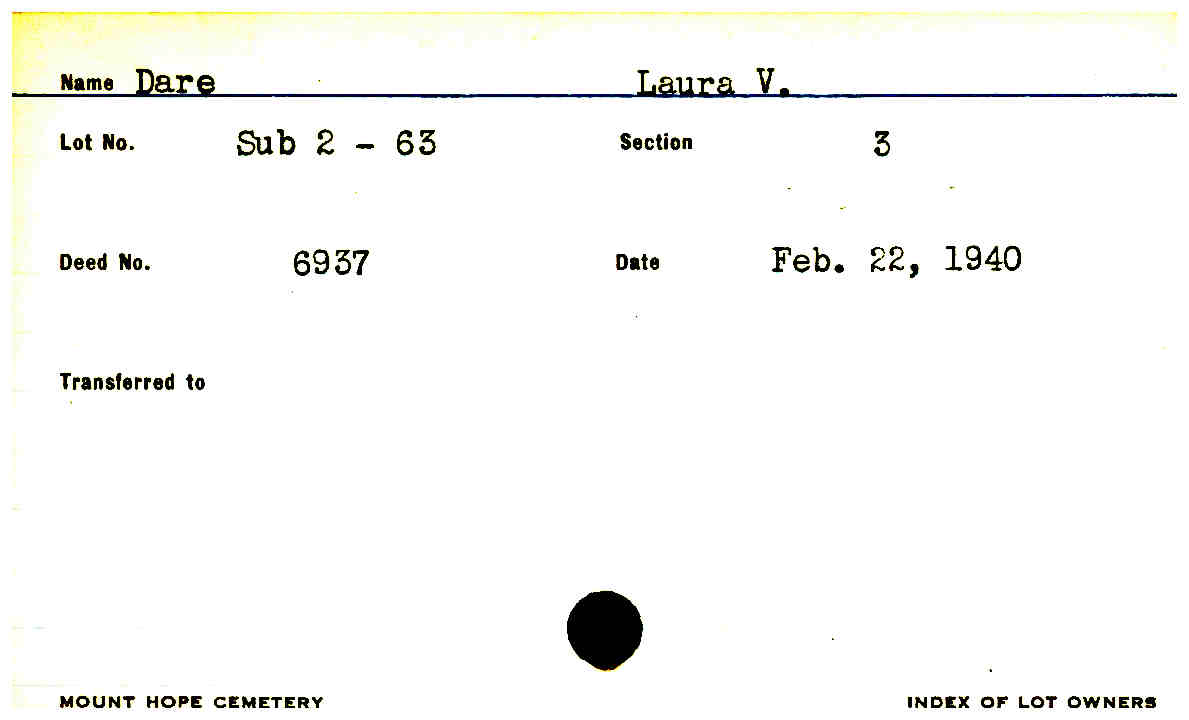 Name Dare Laura V.
Lot No. Sub 2 - 63 Section 3
Deed No. 6937 Date Feb. 22, 1940
Transferred to
MOUNT HOPE CEMETERY INDEX OF LOT OWNERS